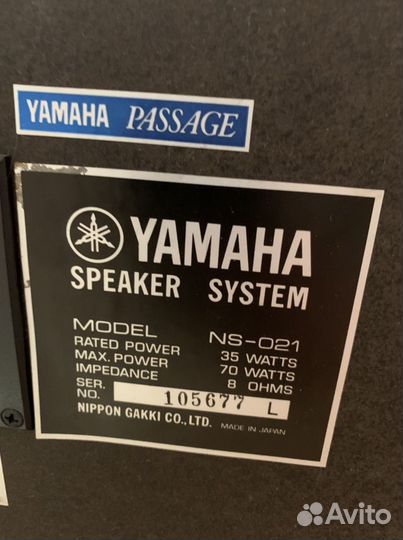 YAMAHA PASSAGE
YAMAHA
SPEAKER SYSTEM
MODEL NS-021
RATED POWER 35 WATTS
MAX. POWER 70 WATTS
IMPEDANCE 8 OHMS
SER.
NO. 105677 L
NIPPON GAKKI CO., LTD. MADE IN JAPAN
Avito